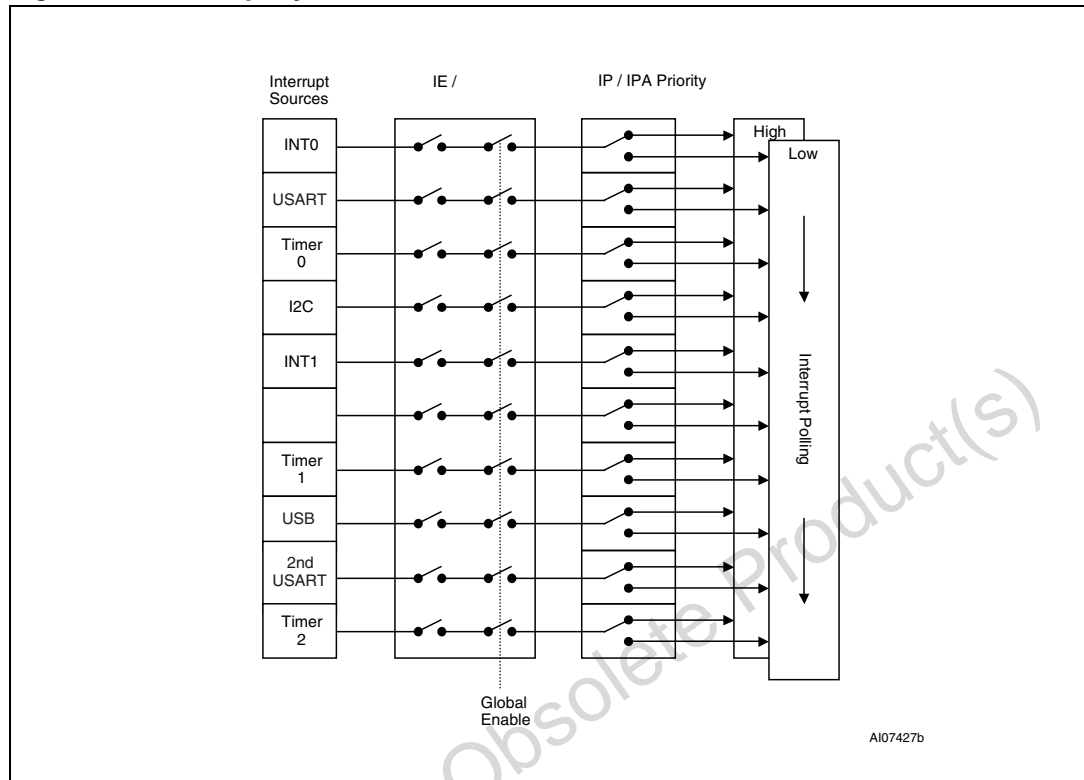 Interrupt
Sources
IE /
IP / IPA Priority
INT0
USART
Timer
0
I2C
INT1
Timer
1
USB
2nd
USART
Timer
2
High
Low
Interrupt Polling
Global
Enable
Obsolete Product(s)
AI07427b